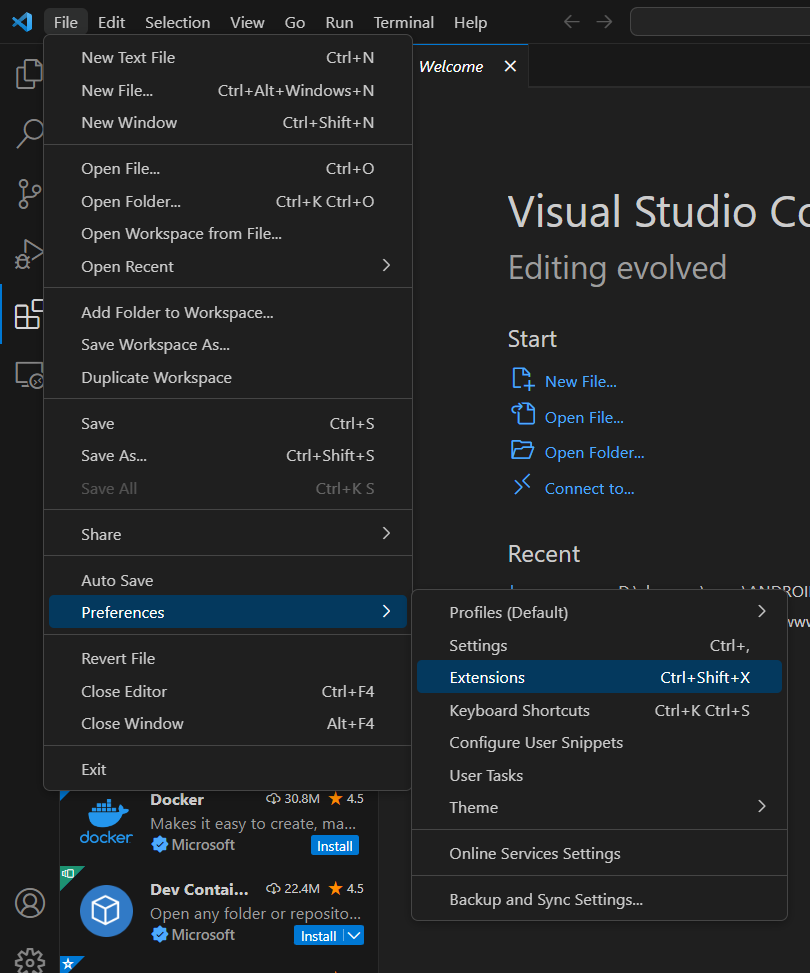 File Edit Selection View Go Run Terminal Help
New Text File Ctrl+N
New File... Ctrl+Alt+Windows+N
New Window Ctrl+Shift+N
Open File... Ctrl+O
Open Folder... Ctrl+K Ctrl+O
Open Workspace from File...
Open Recent
Add Folder to Workspace...
Save Workspace As...
Duplicate Workspace
Save Ctrl+S
Save As... Ctrl+Shift+S
Save All Ctrl+K S
Share
Auto Save
Preferences
Revert File
Close Editor Ctrl+F4
Close Window Alt+F4
Exit
Welcome
Visual Studio Co
Editing evolved
Start
New File...
Open File...
Open Folder...
Connect to...
Recent
Profiles (Default)
Settings Ctrl+,
Extensions Ctrl+Shift+X
Keyboard Shortcuts Ctrl+K Ctrl+S
Configure User Snippets
User Tasks
Theme
Online Services Settings
Backup and Sync Settings...
Docker 30.8M 4.5
Makes it easy to create, ma...
docker
Microsoft Install
Dev Contai... 22.4M 4.5
Open any folder or reposito...
Microsoft Install